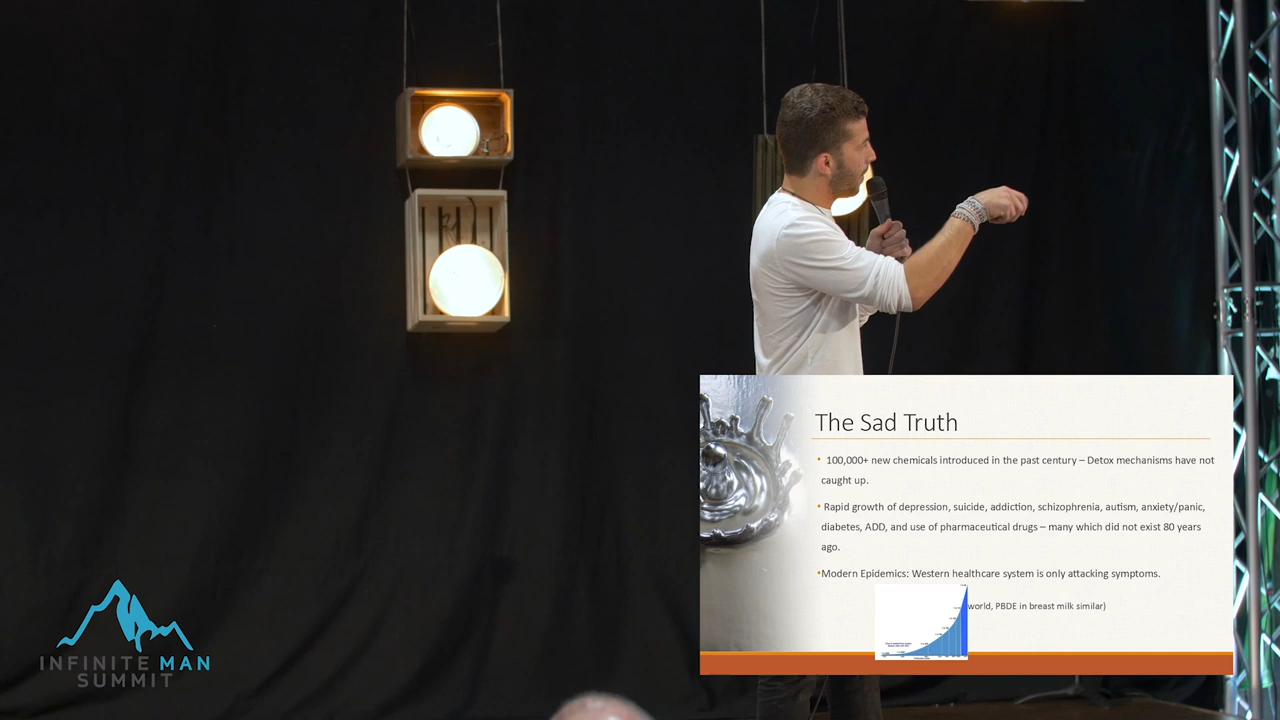 The Sad Truth
• 100,000+ new chemicals introduced in the past century – Detox mechanisms have not
caught up.
• Rapid growth of depression, suicide, addiction, schizophrenia, autism, anxiety/panic,
diabetes, ADD, and use of pharmaceutical drugs – many which did not exist 80 years
ago.
•Modern Epidemics: Western healthcare system is only attacking symptoms.
world, PBDE in breast milk similar)
INFINITE MAN
SUMMIT